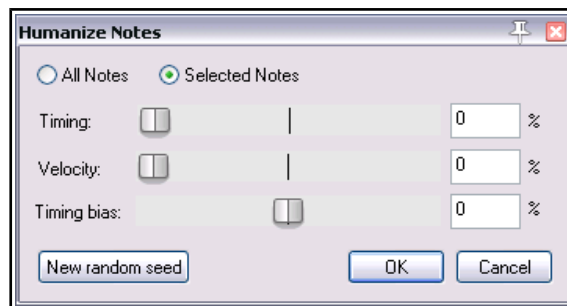 Humanize Notes
All Notes Selected Notes
Timing: 0 %
Velocity: 0 %
Timing bias: 0 %
New random seed OK Cancel